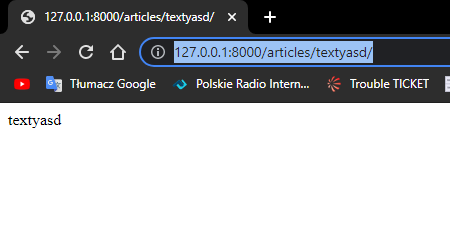 127.0.0.1:8000/articles/textyasd/
127.0.0.1:8000/articles/textyasd/
Tłumacz Google Polskie Radio Intern... Trouble TICKET
textyasd